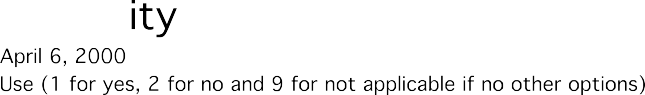 ity
April 6, 2000
Use (1 for yes, 2 for no and 9 for not applicable if no other options)